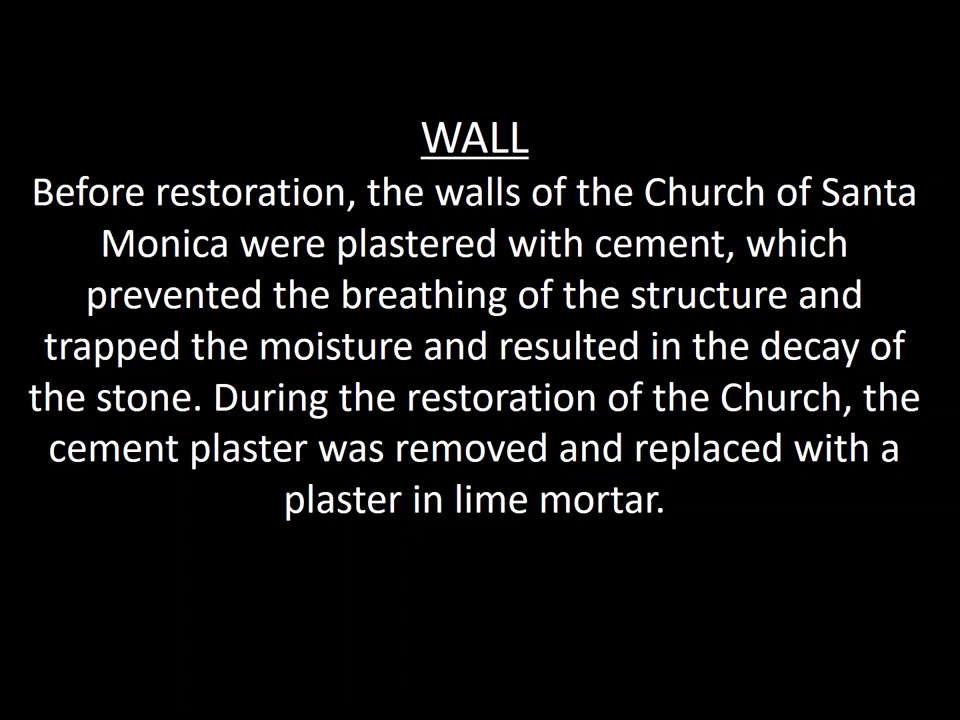 WALL
Before restoration, the walls of the Church of Santa
Monica were plastered with cement, which
prevented the breathing of the structure and
trapped the moisture and resulted in the decay of
the stone. During the restoration of the Church, the
cement plaster was removed and replaced with a
plaster in lime mortar.